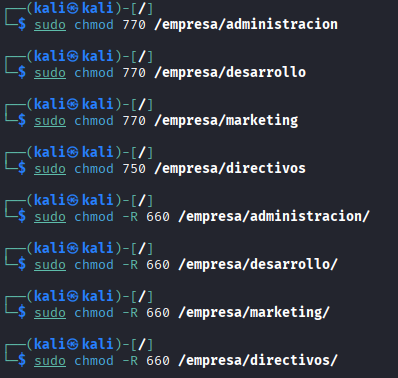 ┌──(kali㉿kali)-[/]
└─$ sudo chmod 770 /empresa/administracion
┌──(kali㉿kali)-[/]
└─$ sudo chmod 770 /empresa/desarrollo
┌──(kali㉿kali)-[/]
└─$ sudo chmod 770 /empresa/marketing
┌──(kali㉿kali)-[/]
└─$ sudo chmod 750 /empresa/directivos
┌──(kali㉿kali)-[/]
└─$ sudo chmod -R 660 /empresa/administracion/
┌──(kali㉿kali)-[/]
└─$ sudo chmod -R 660 /empresa/desarrollo/
┌──(kali㉿kali)-[/]
└─$ sudo chmod -R 660 /empresa/marketing/
┌──(kali㉿kali)-[/]
└─$ sudo chmod -R 660 /empresa/directivos/